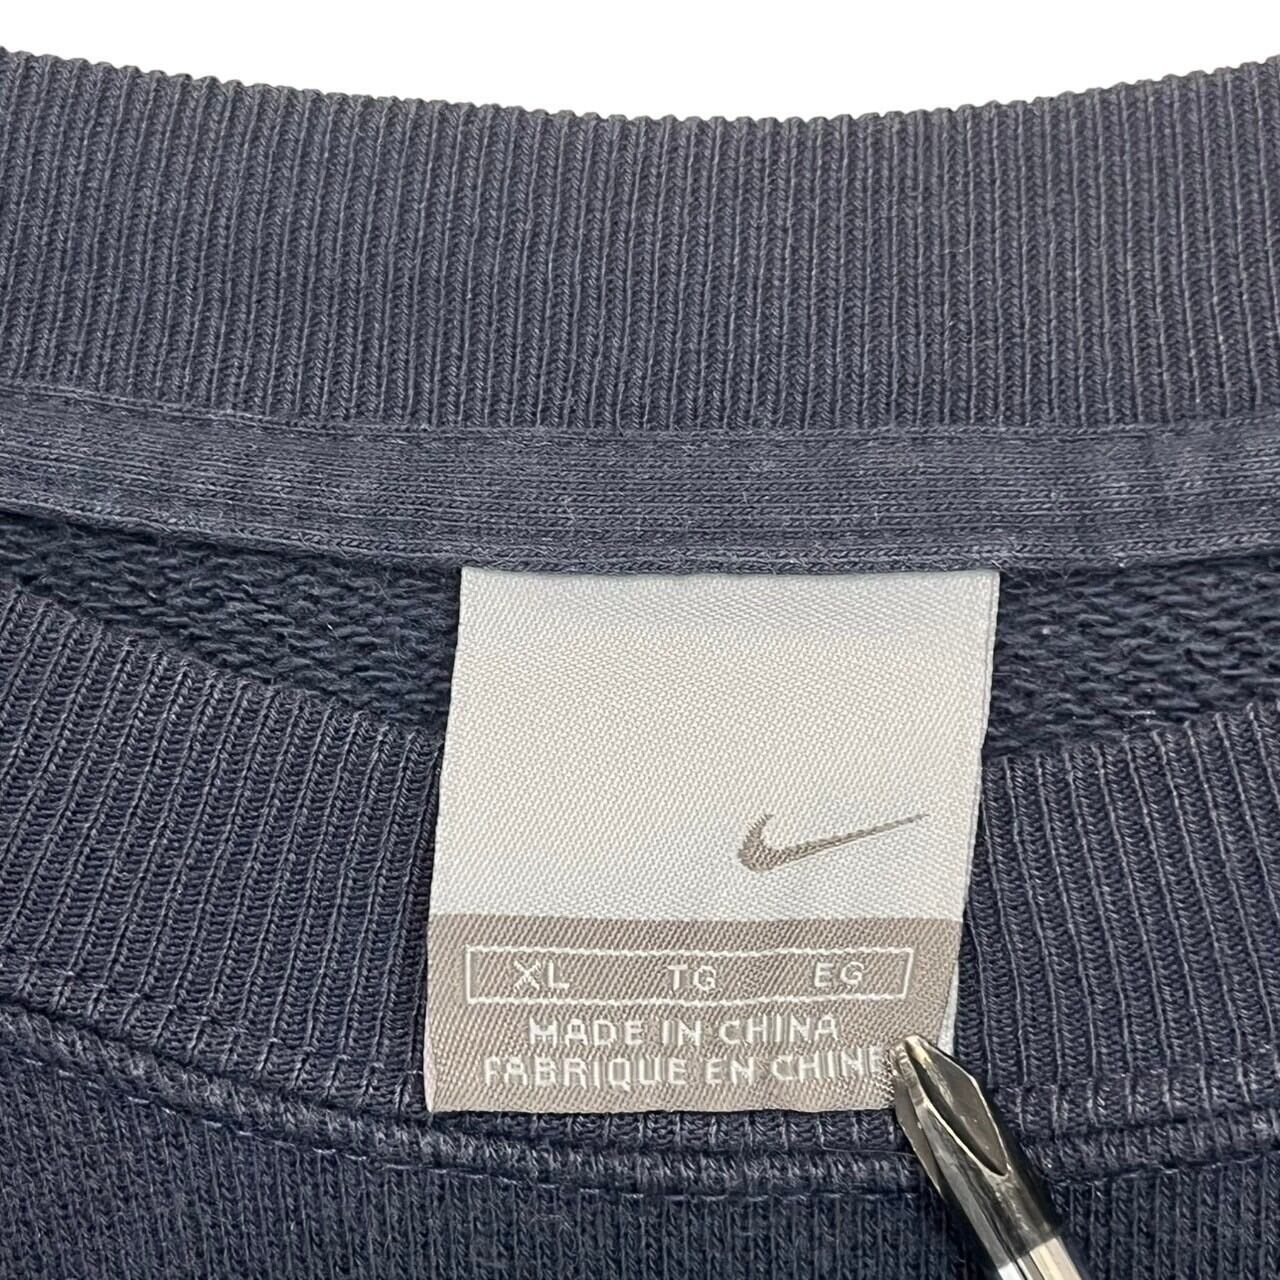 XL TG EG
MADE IN CHINA
FABRIQUE EN CHINE